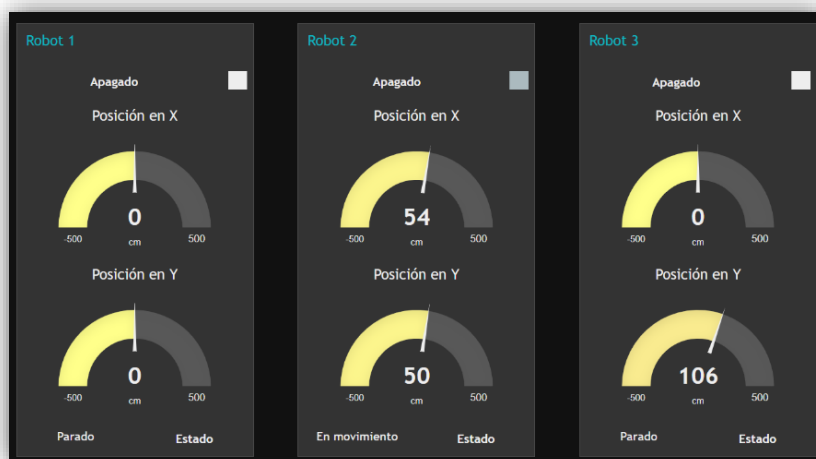 Robot 1
Apagado
Posición en X
0
-500 cm 500
Posición en Y
0
-500 cm 500
Parado Estado
Robot 2
Apagado
Posición en X
54
-500 cm 500
Posición en Y
50
-500 cm 500
En movimiento Estado
Robot 3
Apagado
Posición en X
0
-500 cm 500
Posición en Y
106
-500 cm 500
Parado Estado